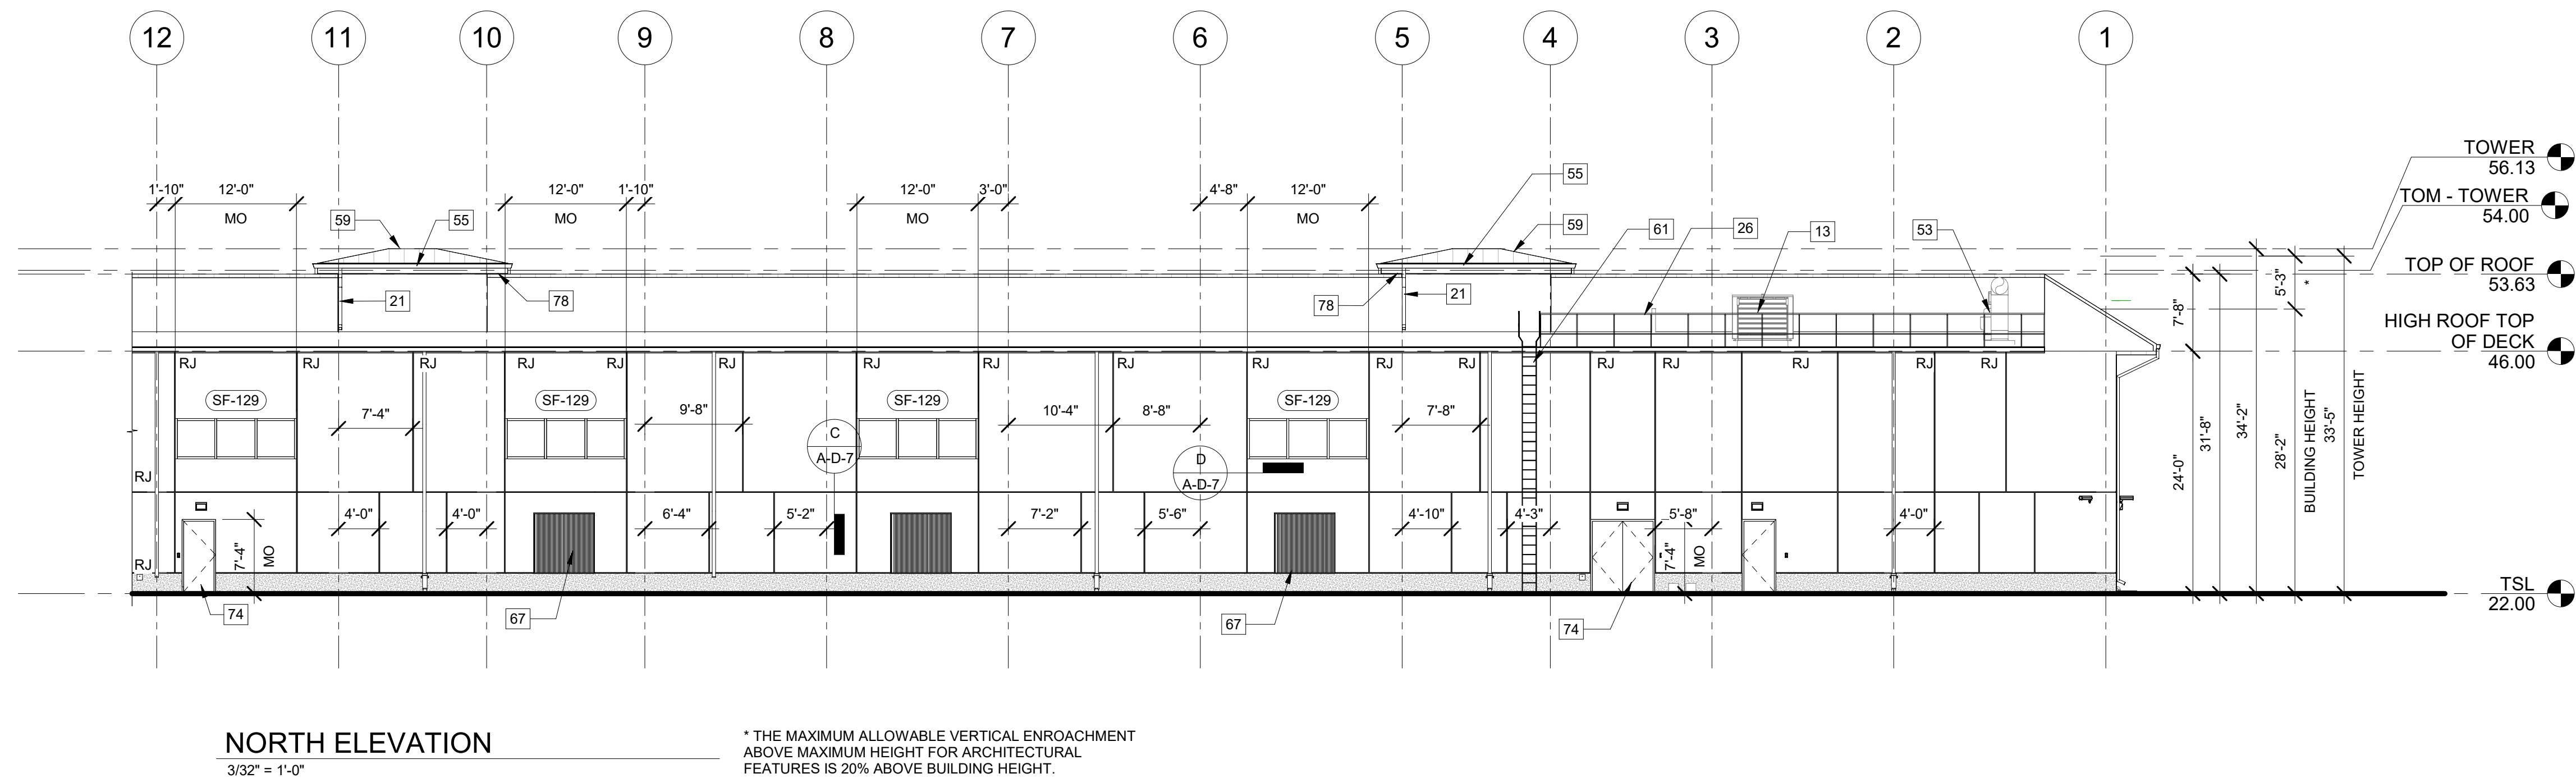 12 11 10 9 8 7 6 5 4 3 2 1
TOWER
56.13
TOM - TOWER
54.00
TOP OF ROOF
53.63
HIGH ROOF TOP
OF DECK
46.00
TSL
22.00
1'-10" 12'-0" 12'-0" 1'-10" 12'-0" 3'-0" 4'-8" 12'-0"
MO MO MO MO
59 55 55 59 61 26 13 53
21 78 78 21
RJ RJ RJ RJ RJ RJ RJ RJ RJ RJ RJ RJ RJ RJ RJ
SF-129 SF-129 SF-129 SF-129
7'-4" 9'-8" 10'-4" 8'-8" 7'-8"
C
A-D-7
D
A-D-7
RJ
4'-0" 4'-0" 6'-4" 5'-2" 7'-2" 5'-6" 4'-10" 4'-3" 5'-8" 4'-0"
7'-4"
MO
7'-4"
MO
RJ
74 67 67 74
7'-8"
24'-0"
31'-8"
34'-2"
5'-3"
*
28'-2"
BUILDING HEIGHT
33'-5"
TOWER HEIGHT
NORTH ELEVATION
3/32" = 1'-0"
* THE MAXIMUM ALLOWABLE VERTICAL ENROACHMENT
ABOVE MAXIMUM HEIGHT FOR ARCHITECTURAL
FEATURES IS 20% ABOVE BUILDING HEIGHT.